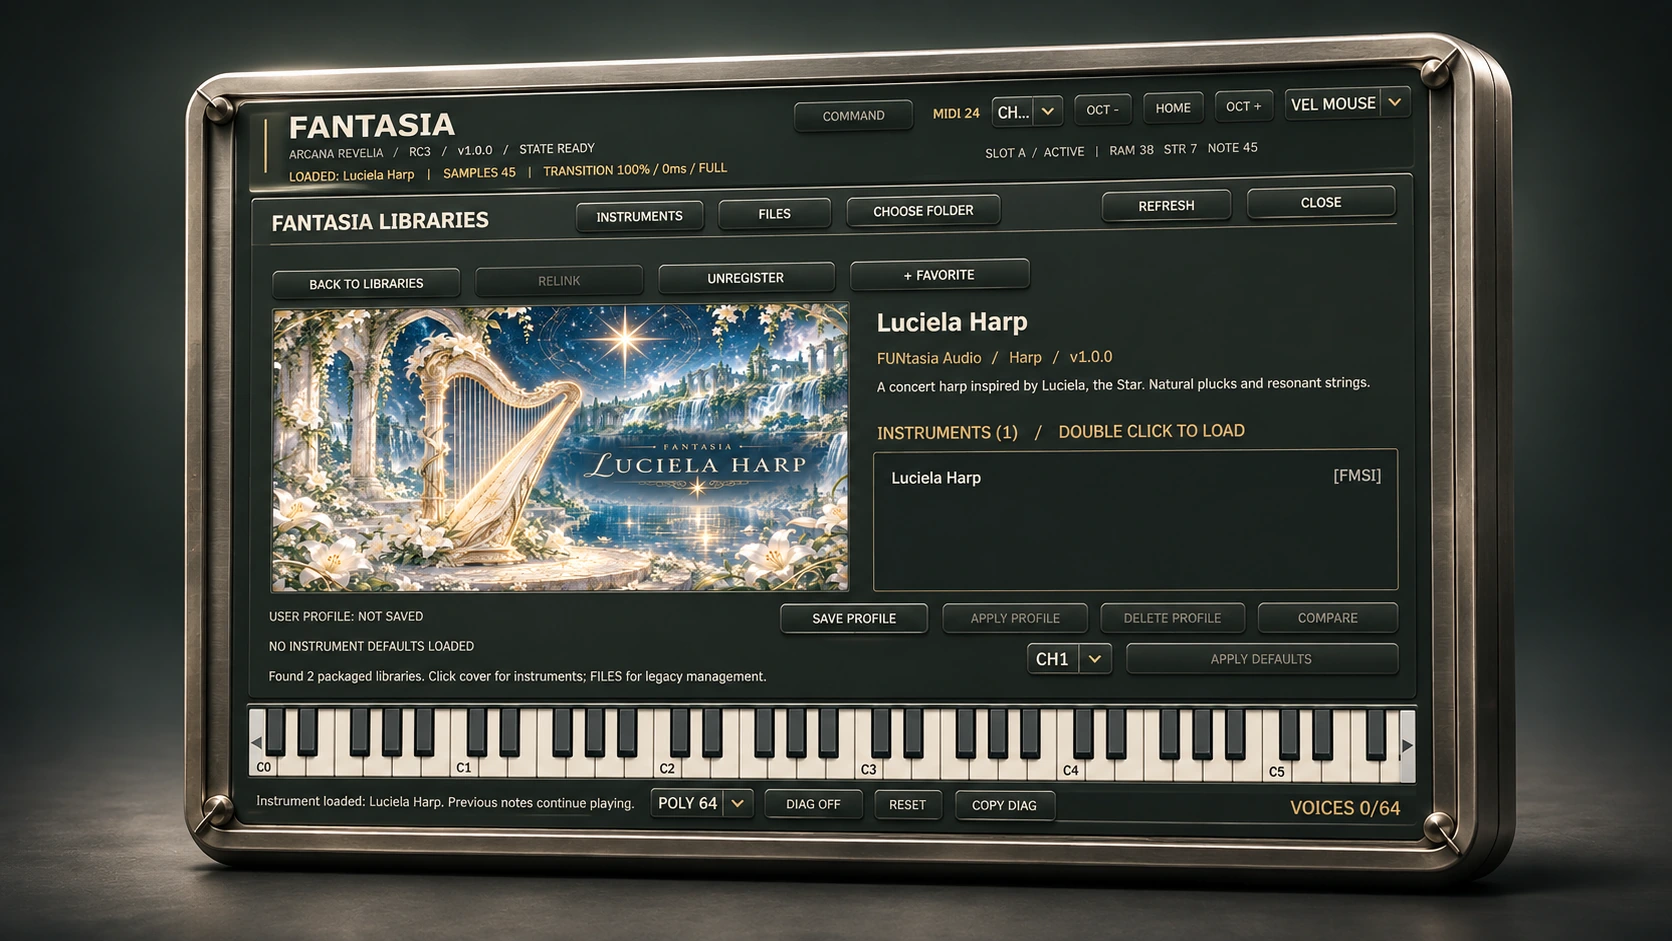 FANTASIA
ARCANA REVELIA / RC3 / v1.0.0 / STATE READY
LOADED: Luciela Harp | SAMPLES 45 | TRANSITION 100% / 0ms / FULL
COMMAND
MIDI 24
CH...
OCT -
HOME
OCT +
VEL MOUSE
SLOT A / ACTIVE | RAM 38 STR 7 NOTE 45
FANTASIA LIBRARIES
INSTRUMENTS
FILES
CHOOSE FOLDER
REFRESH
CLOSE
BACK TO LIBRARIES
RELINK
UNREGISTER
+ FAVORITE
FANTASIA
LUCIELA HARP
Luciela Harp
FUNtasia Audio / Harp / v1.0.0
A concert harp inspired by Luciela, the Star. Natural plucks and resonant strings.
INSTRUMENTS (1) / DOUBLE CLICK TO LOAD
Luciela Harp [FMSI]
USER PROFILE: NOT SAVED
SAVE PROFILE
APPLY PROFILE
DELETE PROFILE
COMPARE
NO INSTRUMENT DEFAULTS LOADED
CH1
APPLY DEFAULTS
Found 2 packaged libraries. Click cover for instruments; FILES for legacy management.
C0 C1 C2 C3 C4 C5
Instrument loaded: Luciela Harp. Previous notes continue playing.
POLY 64
DIAG OFF
RESET
COPY DIAG
VOICES 0/64